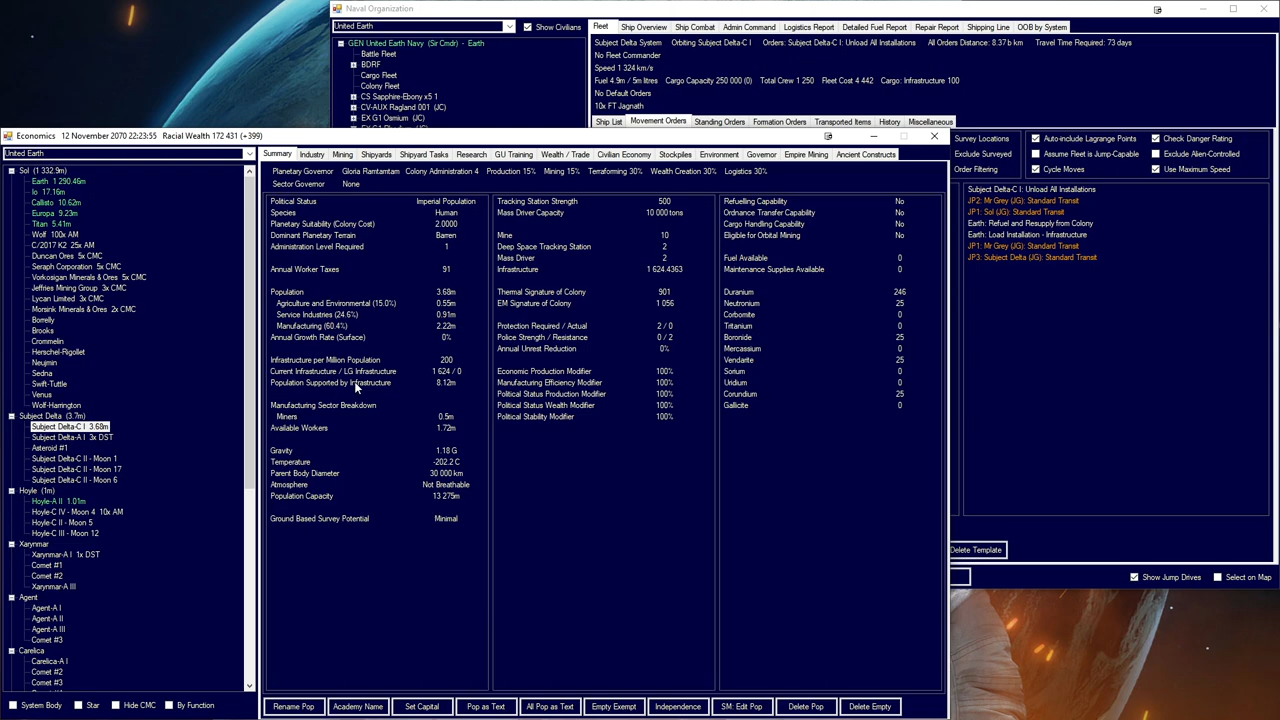 Naval Organization
United Earth
Show Civilians
GEN United Earth Navy (Sir Cmdr) - Earth
Battle Fleet
BDRF
Cargo Fleet
Colony Fleet
CS Sapphire-Ebony x5 1
CV-AUX Ragland 001 (JC)
Fleet Ship Overview Ship Combat Admin Command Logistics Report Detailed Fuel Report Repair Report Shipping Line OOB by System
Subject Delta System Orbiting Subject Delta-C I Orders: Subject Delta-C I: Unload All Installations All Orders Distance: 8.37 b km Travel Time Required: 73 days
No Fleet Commander
Speed 1 324 km/s
Fuel 4.9m / 5m litres Cargo Capacity 250 000 (0) Total Crew 1 250 Fleet Cost 4 442 Cargo: Infrastructure 100
No Default Orders
10x FT Jagnath
Ship List Movement Orders Standing Orders Formation Orders Transported Items History Miscellaneous
Survey Locations Auto-include Lagrange Points Check Danger Rating
Exclude Surveyed Assume Fleet is Jump-Capable Exclude Alien-Controlled
Order Filtering Cycle Moves Use Maximum Speed
Subject Delta-C I: Unload All Installations
JP2: Mr Grey (JG): Standard Transit
JP1: Sol (JG): Standard Transit
Earth: Refuel and Resupply from Colony
Earth: Load Installation - Infrastructure
JP1: Mr Grey (JG): Standard Transit
JP3: Subject Delta (JG): Standard Transit
Delete Template
Show Jump Drives Select on Map
Economics 12 November 2070 22:23:55 Racial Wealth 172 431 (+399)
United Earth
Sol (1 332.9m)
Earth 1 290.46m
Io 17.16m
Callisto 10.62m
Europa 9.23m
Titan 5.41m
Wolf 100x AM
C/2017 K2 25x AM
Duncan Ores 5x CMC
Seraph Corporation 5x CMC
Vorkosigan Minerals & Ores 5x CMC
Jeffries Mining Group 3x CMC
Lycan Limited 3x CMC
Morsink Minerals & Ores 2x CMC
Borrelly
Brooks
Crommelin
Herschel-Rigollet
Neujmin
Sedna
Swift-Tuttle
Venus
Wolf-Harrington
Subject Delta (3.7m)
Subject Delta-C I 3.68m
Subject Delta-A I 3x DST
Asteroid #1
Subject Delta-C II - Moon 1
Subject Delta-C II - Moon 17
Subject Delta-C II - Moon 6
Hoyle (1m)
Hoyle-A II 1.01m
Hoyle-C IV - Moon 4 10x AM
Hoyle-C II - Moon 5
Hoyle-C III - Moon 12
Xarynmar
Xarynmar-A I 1x DST
Comet #1
Comet #2
Xarynmar-A III
Agent
Agent-A I
Agent-A II
Agent-A III
Comet #3
Carelica
Carelica-A I
Comet #2
System Body Star Hide CMC By Function
Summary Industry Mining Shipyards Shipyard Tasks Research GU Training Wealth / Trade Civilian Economy Stockpiles Environment Governor Empire Mining Ancient Constructs
Planetary Governor Gloria Ramtamtam Colony Administration 4 Production 15% Mining 15% Terraforming 30% Wealth Creation 30% Logistics 30%
Sector Governor None
Political Status Imperial Population
Species Human
Planetary Suitability (Colony Cost) 2.0000
Dominant Planetary Terrain Barren
Administration Level Required 1
Annual Worker Taxes 91
Population 3.68m
Agriculture and Environmental (15.0%) 0.55m
Service Industries (24.6%) 0.91m
Manufacturing (60.4%) 2.22m
Annual Growth Rate (Surface) 0%
Infrastructure per Million Population 200
Current Infrastructure / LG Infrastructure 1 624 / 0
Population Supported by Infrastructure 8.12m
Manufacturing Sector Breakdown
Miners 0.5m
Available Workers 1.72m
Gravity 1.18 G
Temperature -202.2 C
Parent Body Diameter 30 000 km
Atmosphere Not Breathable
Population Capacity 13 275m
Ground Based Survey Potential Minimal
Tracking Station Strength 500
Mass Driver Capacity 10 000 tons
Mine 10
Deep Space Tracking Station 2
Mass Driver 2
Infrastructure 1 624.4363
Thermal Signature of Colony 901
EM Signature of Colony 1 056
Protection Required / Actual 2 / 0
Police Strength / Resistance 0 / 2
Annual Unrest Reduction 0%
Economic Production Modifier 100%
Manufacturing Efficiency Modifier 100%
Political Status Production Modifier 100%
Political Status Wealth Modifier 100%
Political Stability Modifier 100%
Refuelling Capability No
Ordnance Transfer Capability No
Cargo Handling Capability No
Eligible for Orbital Mining No
Fuel Available 0
Maintenance Supplies Available 0
Duranium 246
Neutronium 25
Corbomite 0
Tritanium 0
Boronide 25
Mercassium 0
Vendarite 25
Sorium 0
Uridium 0
Corundium 25
Gallicite 0
Rename Pop Academy Name Set Capital Pop as Text All Pop as Text Empty Exempt Independence SM: Edit Pop Delete Pop Delete Empty